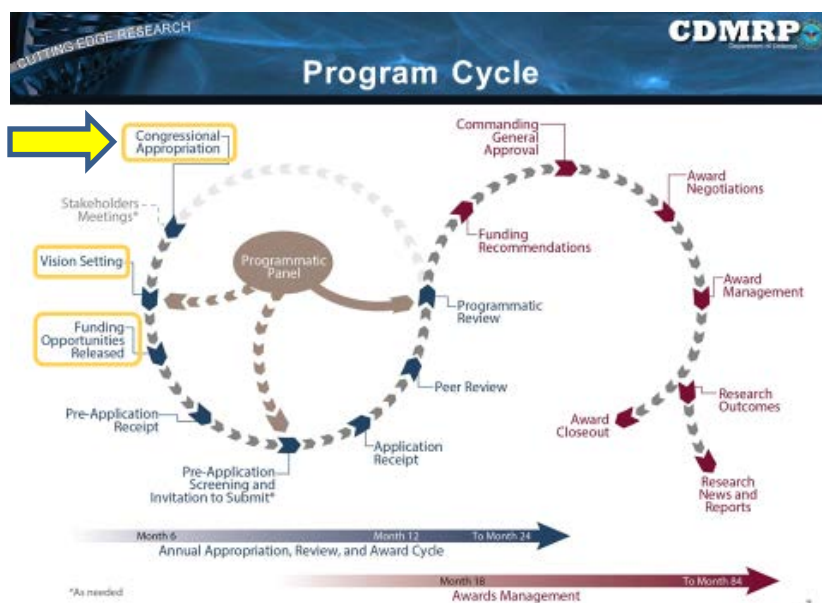 CUTTING EDGE RESEARCH
CDMRP
Department of Defense
Program Cycle
Congressional
Appropriation
Stakeholders
Meetings*
Vision Setting
Funding
Opportunities
Released
Pre-Application
Receipt
Pre-Application
Screening and
Invitation to Submit*
Application
Receipt
Peer Review
Programmatic
Review
Programmatic
Panel
Funding
Recommendations
Commanding
General
Approval
Award
Negotiations
Award
Management
Research
Outcomes
Award
Closeout
Research
News and
Reports
Month 6
Month 12
To Month 24
Annual Appropriation, Review, and Award Cycle
Month 18
To Month 84
Awards Management
*As needed